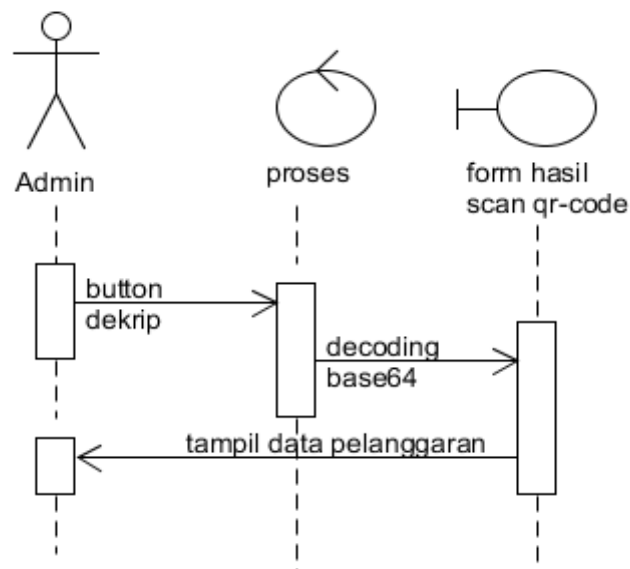 Admin
proses
form hasil
scan qr-code
button
dekrip
decoding
base64
tampil data pelanggaran